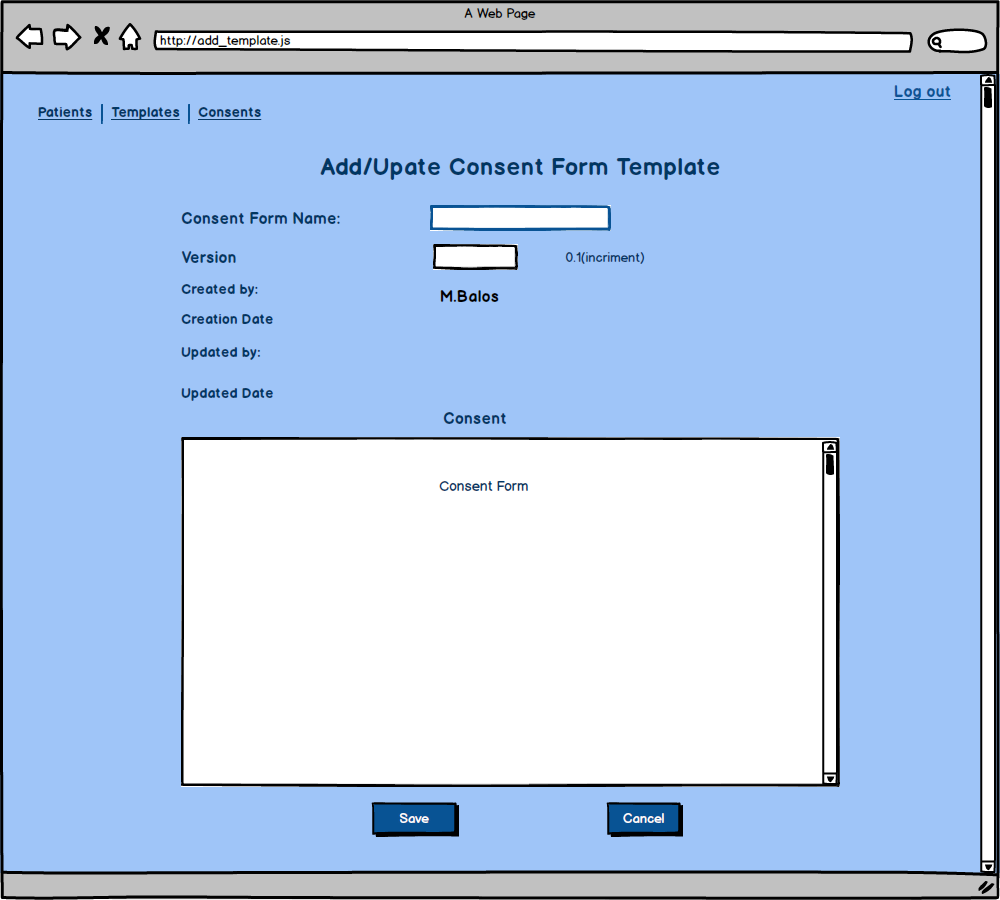 A Web Page
http://add_template.js
Log out
Patients Templates Consents
Add/Upate Consent Form Template
Consent Form Name:
Version 0.1(incriment)
Created by: M.Balos
Creation Date
Updated by:
Updated Date
Consent
Consent Form
Save Cancel